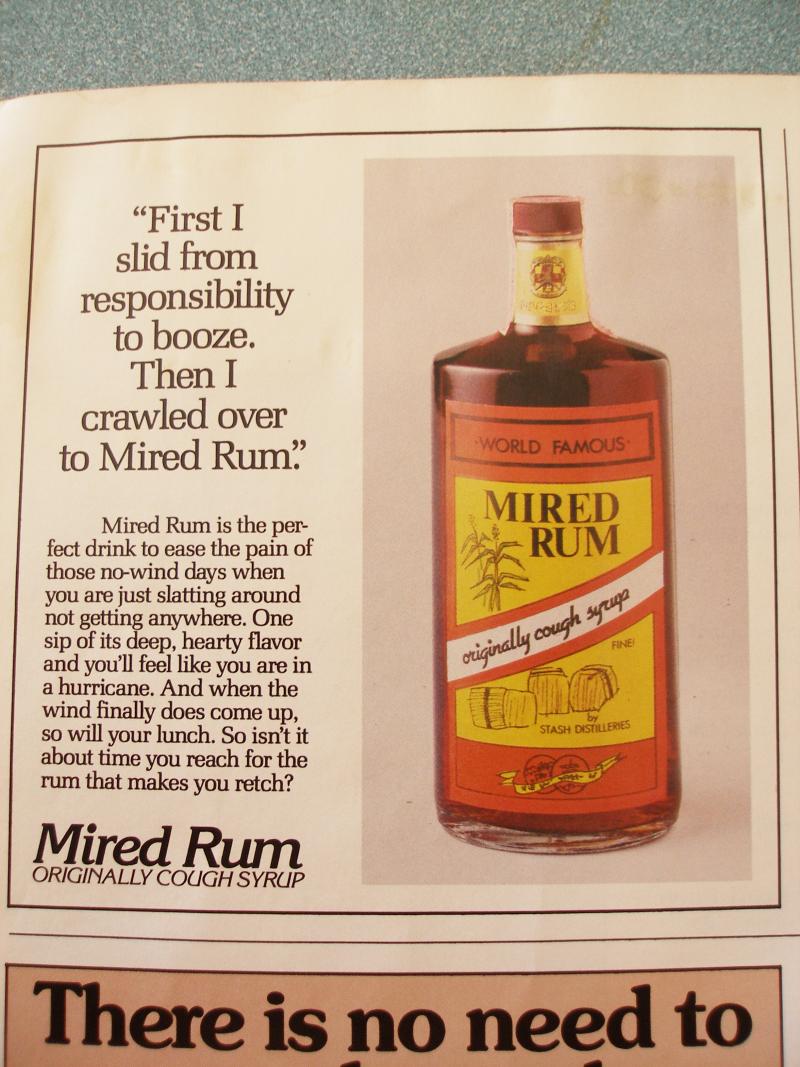 “First I
slid from
responsibility
to booze.
Then I
crawled over
to Mired Rum.”
Mired Rum is the per-
fect drink to ease the pain of
those no-wind days when
you are just slatting around
not getting anywhere. One
sip of its deep, hearty flavor
and you’ll feel like you are in
a hurricane. And when the
wind finally does come up,
so will your lunch. So isn’t it
about time you reach for the
rum that makes you retch?
Mired Rum
ORIGINALLY COUGH SYRUP
·WORLD FAMOUS·
MIRED
RUM
originally cough syrup
FINE!
by
STASH DISTILLERIES
There is no need to